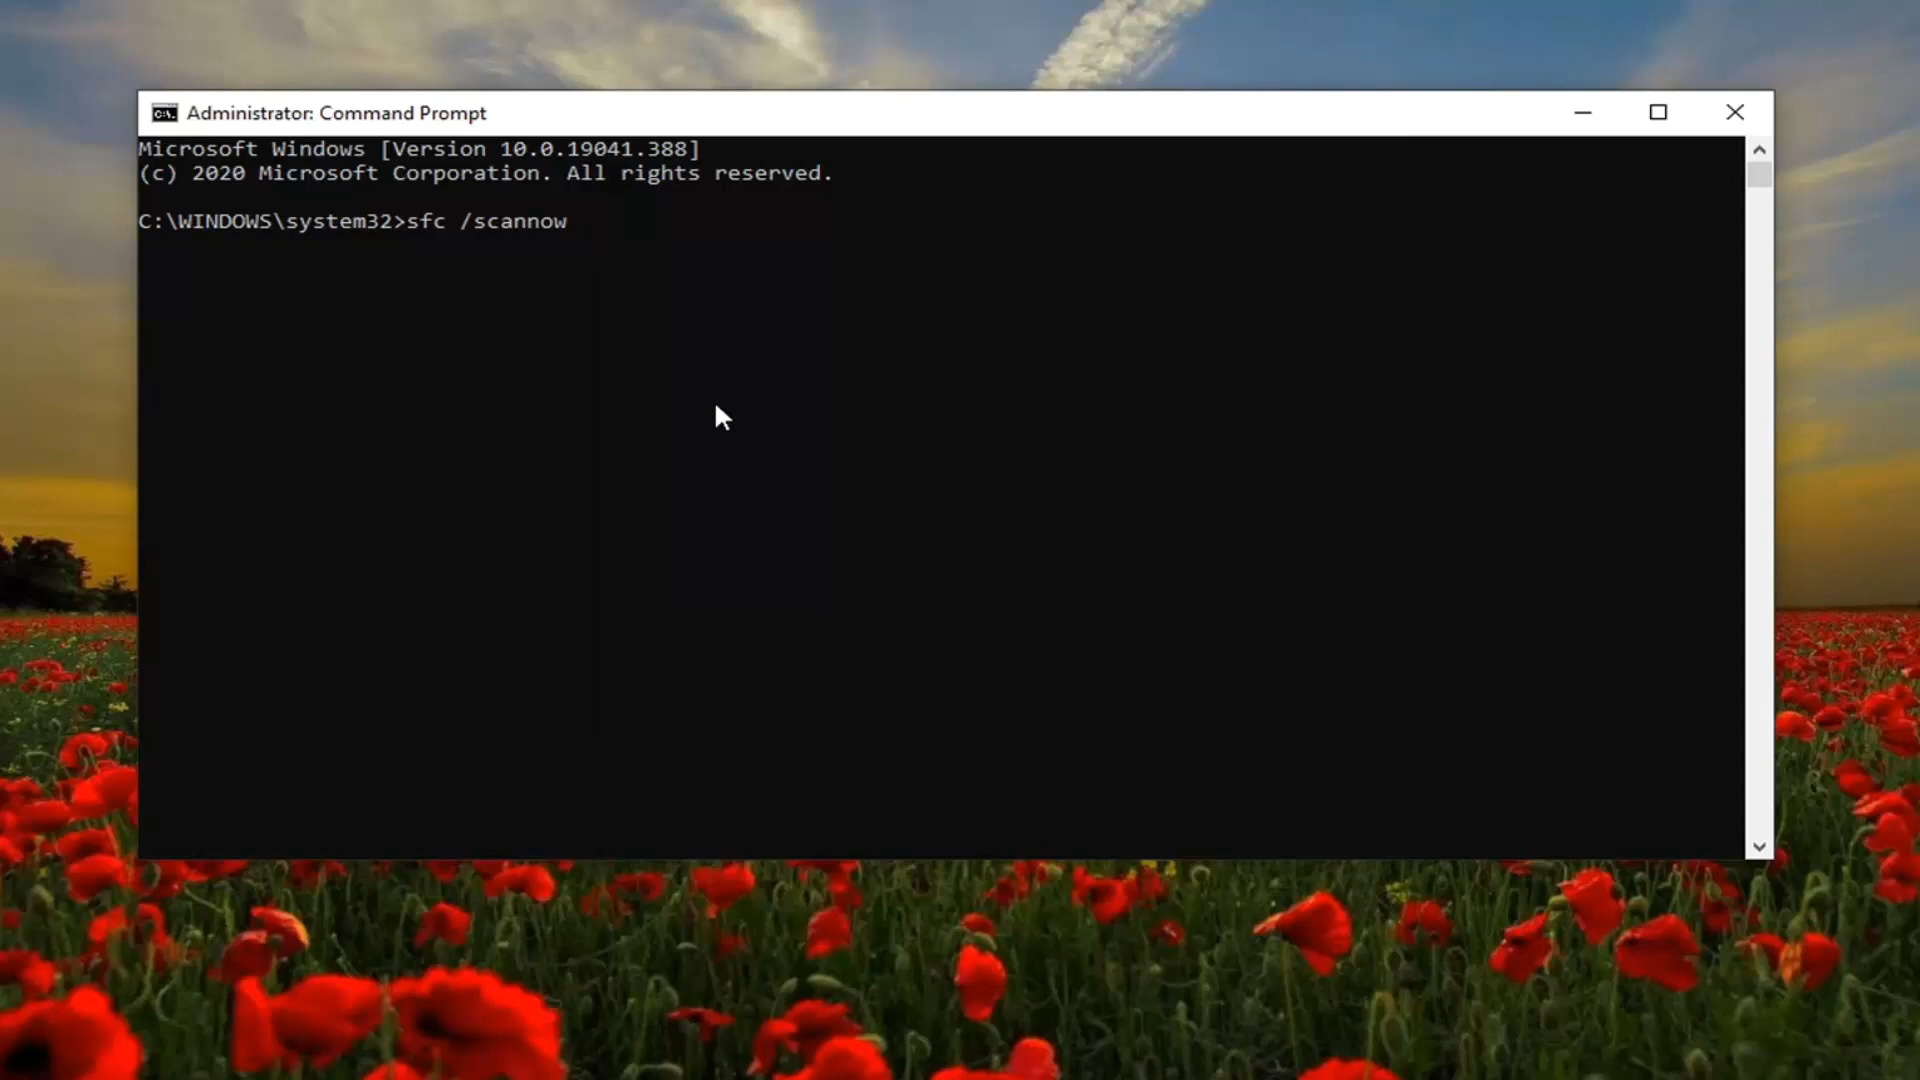 Administrator: Command Prompt
Microsoft Windows [Version 10.0.19041.388]
(c) 2020 Microsoft Corporation. All rights reserved.
C:\WINDOWS\system32>sfc /scannow